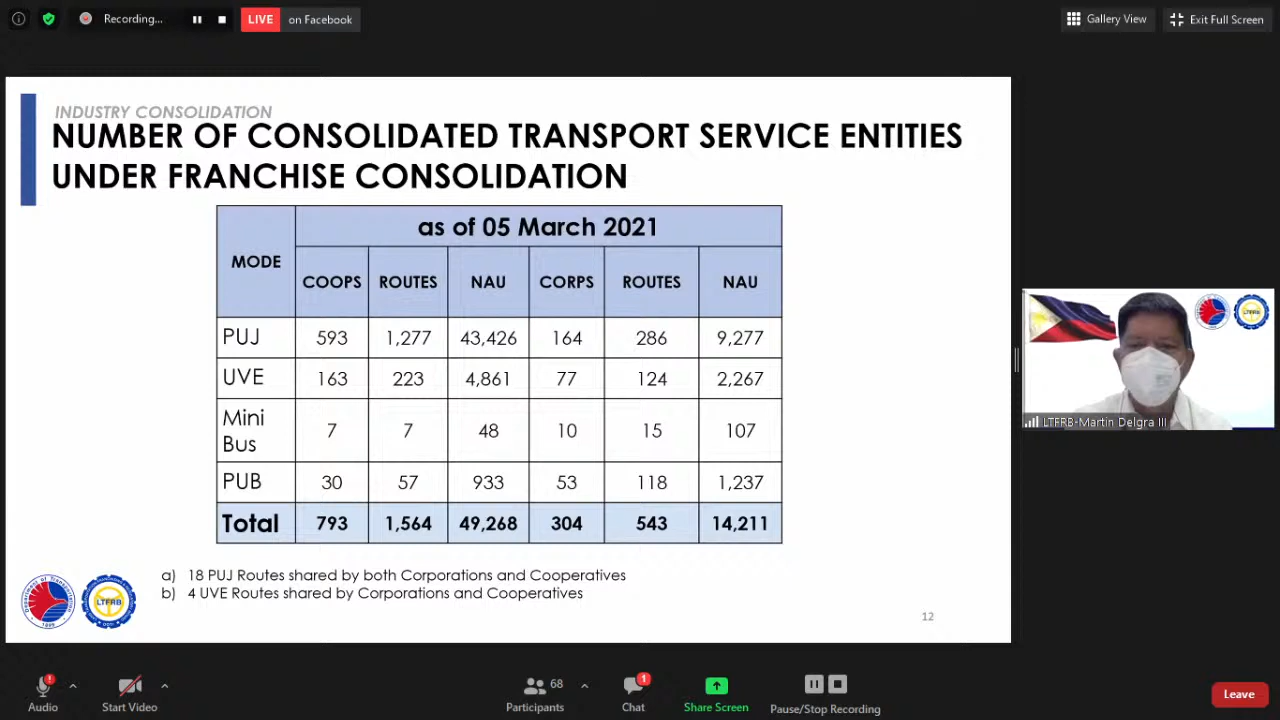 Recording...
LIVE on Facebook
Gallery View
Exit Full Screen
INDUSTRY CONSOLIDATION
NUMBER OF CONSOLIDATED TRANSPORT SERVICE ENTITIES
UNDER FRANCHISE CONSOLIDATION
MODE
as of 05 March 2021
COOPS ROUTES NAU CORPS ROUTES NAU
PUJ 593 1,277 43,426 164 286 9,277
UVE 163 223 4,861 77 124 2,267
Mini
Bus 7 7 48 10 15 107
PUB 30 57 933 53 118 1,237
Total 793 1,564 49,268 304 543 14,211
a) 18 PUJ Routes shared by both Corporations and Cooperatives
b) 4 UVE Routes shared by Corporations and Cooperatives
LTFRB
12
LTFRB-Martin Delgra III
Audio
Start Video
68
Participants
1
Chat
Share Screen
Pause/Stop Recording
Leave